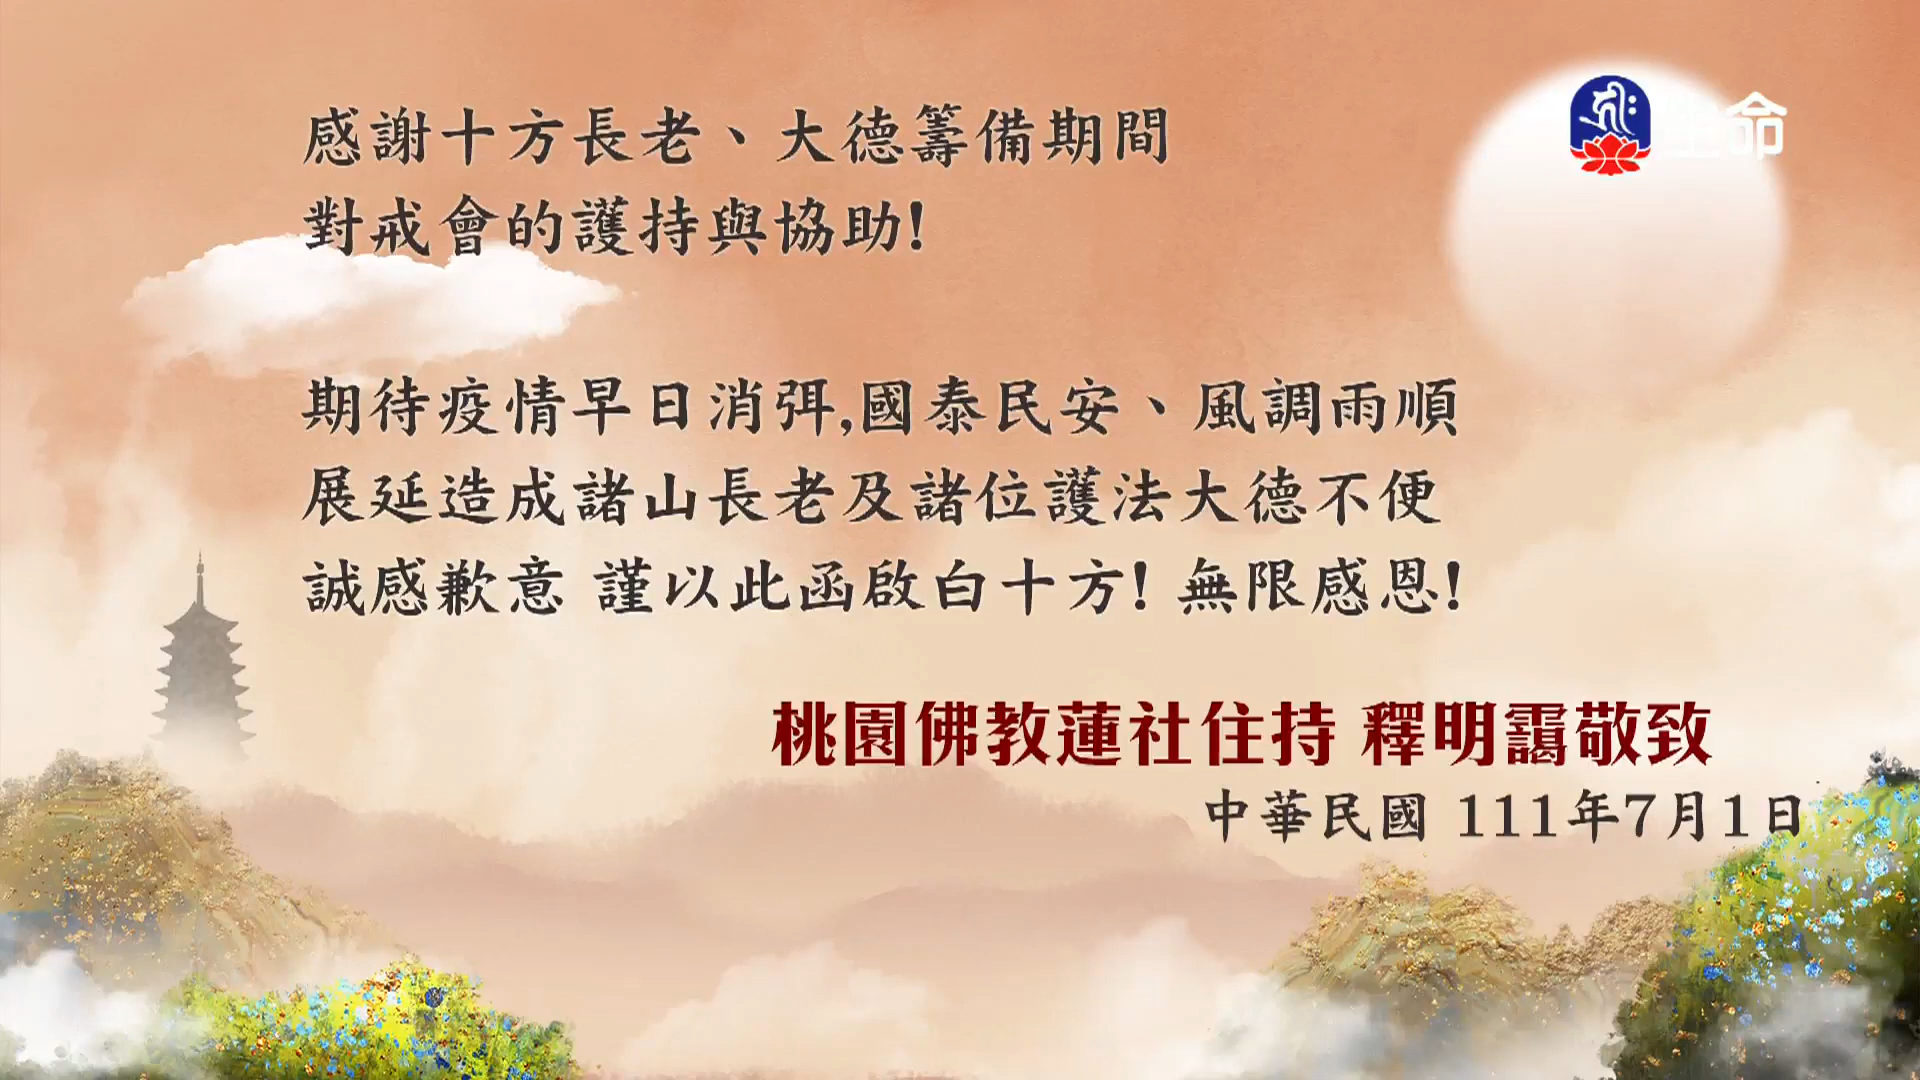 生命
感謝十方長老、大德籌備期間
對戒會的護持與協助!
期待疫情早日消弭,國泰民安、風調雨順
展延造成諸山長老及諸位護法大德不便
誠感歉意 謹以此函啟白十方! 無限感恩!
桃園佛教蓮社住持 釋明靄敬致
中華民國 111年7月1日